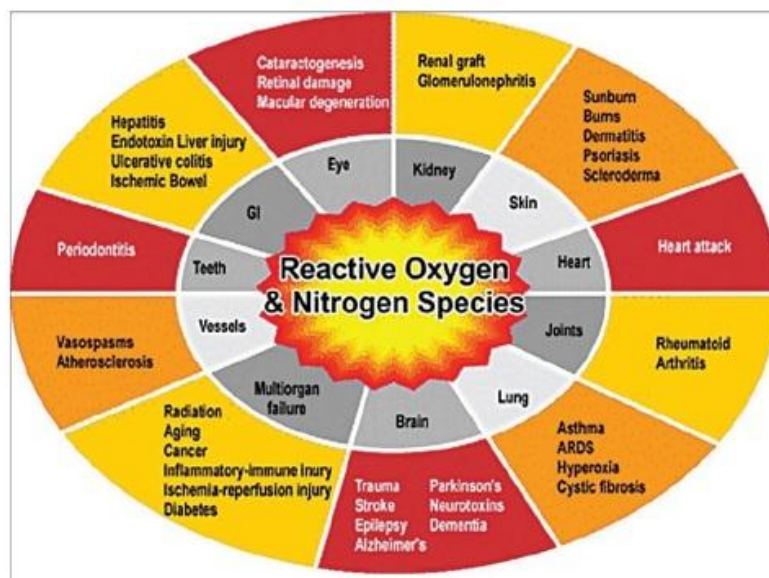 Cataractogenesis
Retinal damage
Macular degeneration
Renal graft
Glomerulonephritis
Sunburn
Burns
Dermatitis
Psoriasis
Scleroderma
Hepatitis
Endotoxin Liver injury
Ulcerative colitis
Ischemic Bowel
Eye
Kidney
Skin
GI
Heart attack
Heart
Periodontitis
Teeth
Reactive Oxygen
& Nitrogen Species
Vessels
Joints
Vasospasms
Atherosclerosis
Rheumatoid
Arthritis
Multiorgan
failure
Brain
Lung
Radiation
Aging
Cancer
Inflammatory-immune inury
Ischemia-reperfusion injury
Diabetes
Trauma Parkinson's
Stroke Neurotoxins
Epilepsy Dementia
Alzheimer's
Asthma
ARDS
Hyperoxia
Cystic fibrosis